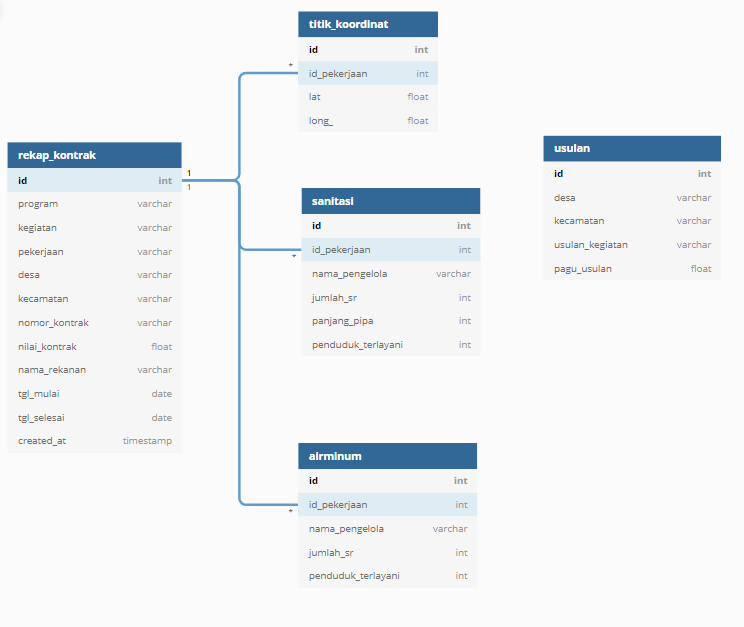 titik_koordinat
id int
* id_pekerjaan int
lat float
long_ float
rekap_kontrak
id int 1
1
program varchar
kegiatan varchar
pekerjaan varchar
desa varchar
kecamatan varchar
nomor_kontrak varchar
nilai_kontrak float
nama_rekanan varchar
tgl_mulai date
tgl_selesai date
created_at timestamp
sanitasi
id int
* id_pekerjaan int
nama_pengelola varchar
jumlah_sr int
panjang_pipa int
penduduk_terlayani int
airminum
id int
* id_pekerjaan int
nama_pengelola varchar
jumlah_sr int
penduduk_terlayani int
usulan
id int
desa varchar
kecamatan varchar
usulan_kegiatan varchar
pagu_usulan float